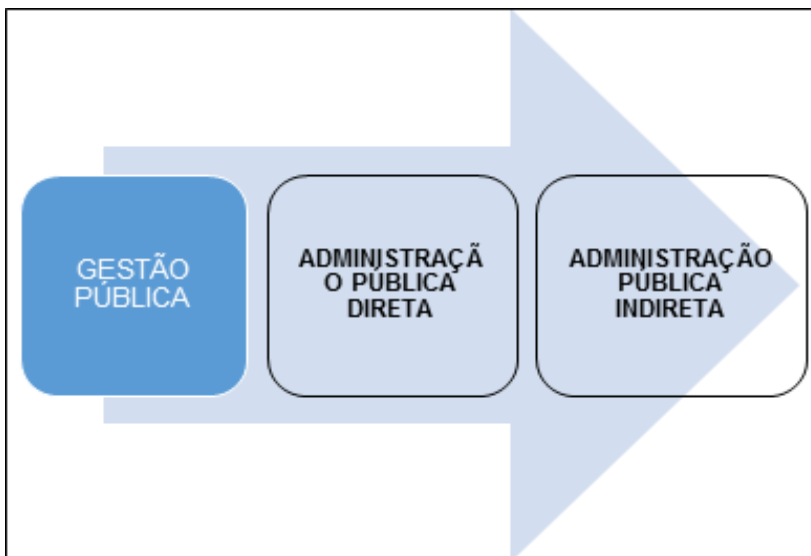 GESTÃO
PÚBLICA
ADMINISTRAÇÃ
O PÚBLICA
DIRETA
ADMINISTRAÇÃO
PÚBLICA
INDIRETA